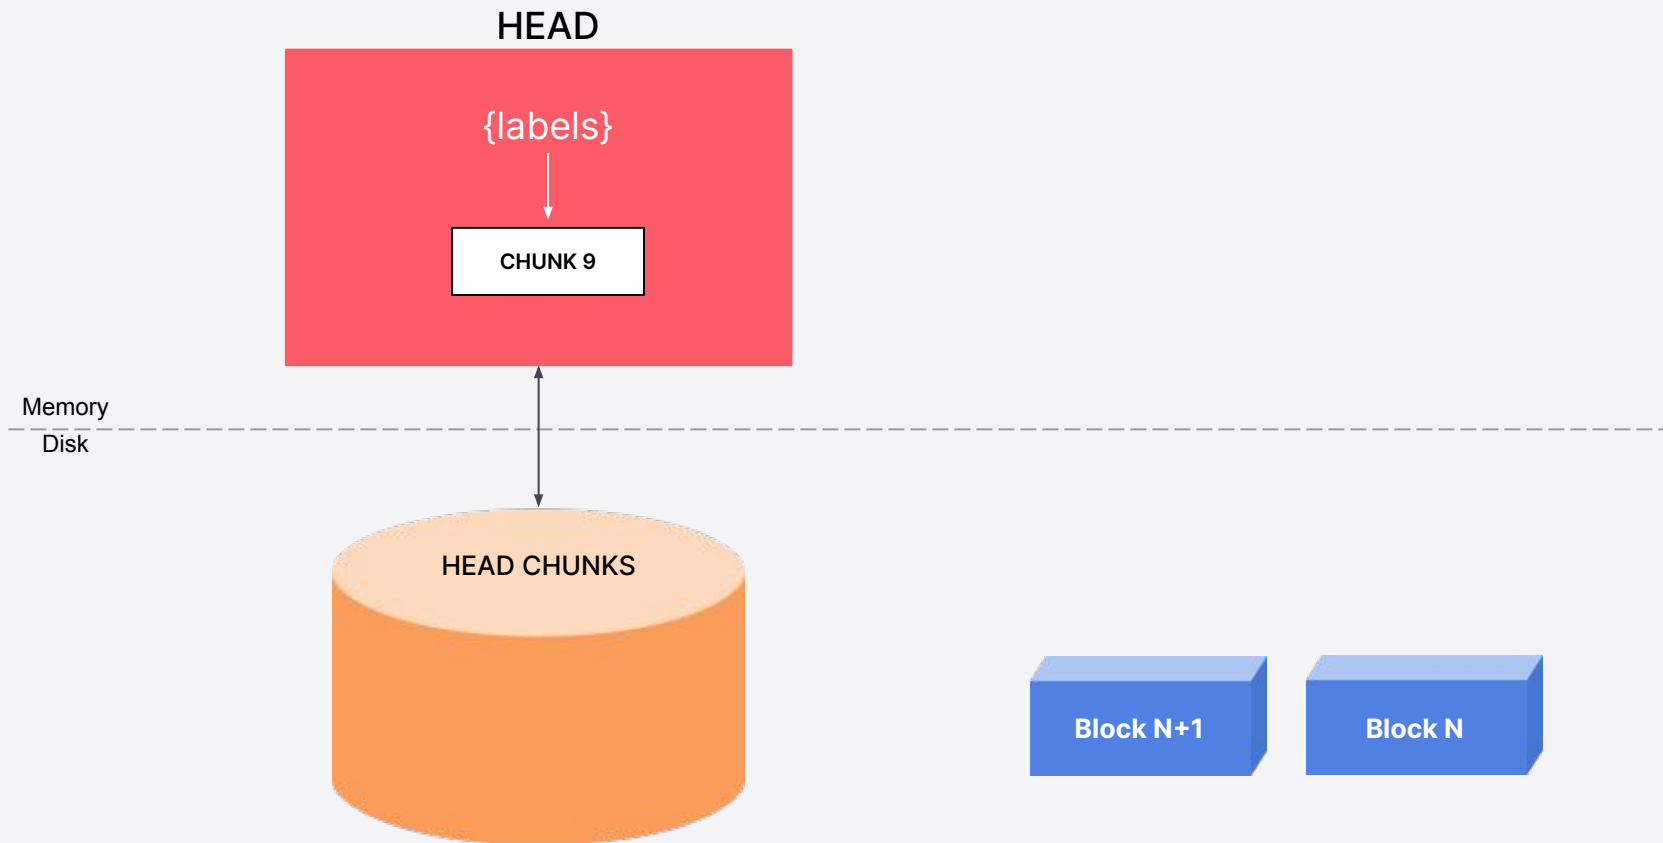 HEAD
{labels}
CHUNK 9
Memory
Disk
HEAD CHUNKS
Block N+1
Block N